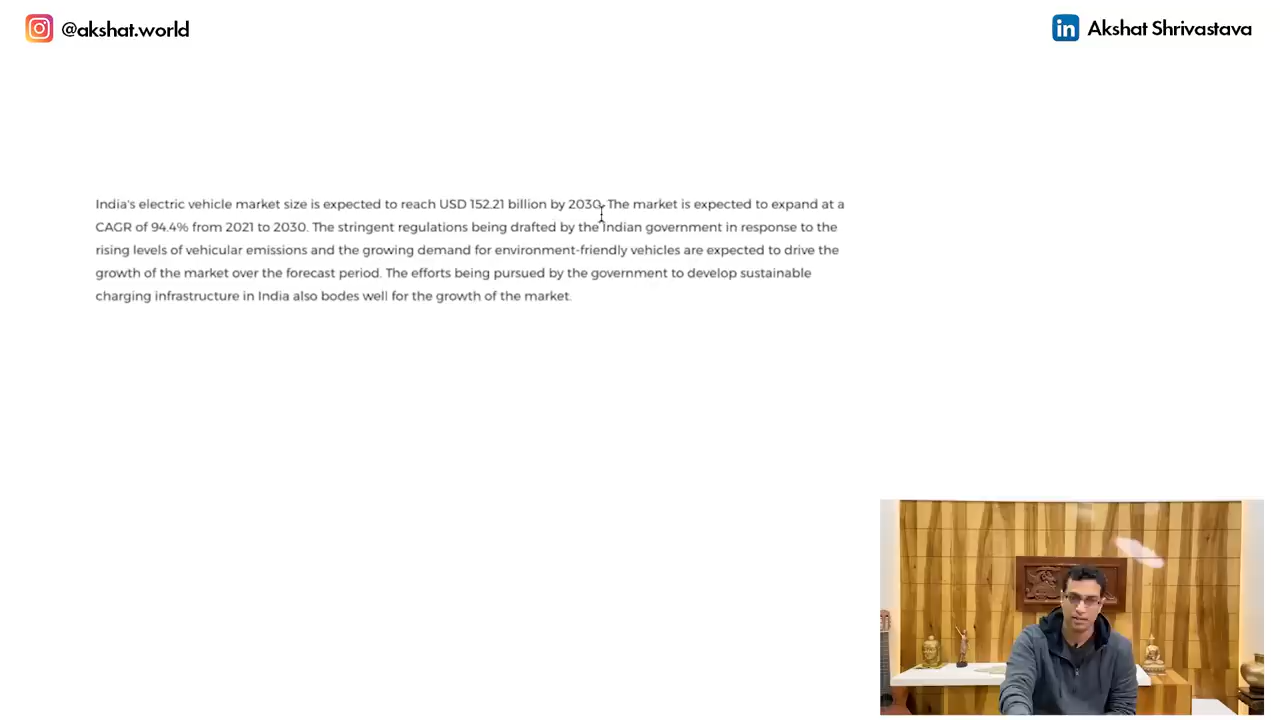 @akshat.world
Akshat Shrivastava
India's electric vehicle market size is expected to reach USD 152.21 billion by 2030. The market is expected to expand at a
CAGR of 94.4% from 2021 to 2030. The stringent regulations being drafted by the Indian government in response to the
rising levels of vehicular emissions and the growing demand for environment-friendly vehicles are expected to drive the
growth of the market over the forecast period. The efforts being pursued by the government to develop sustainable
charging infrastructure in India also bodes well for the growth of the market.